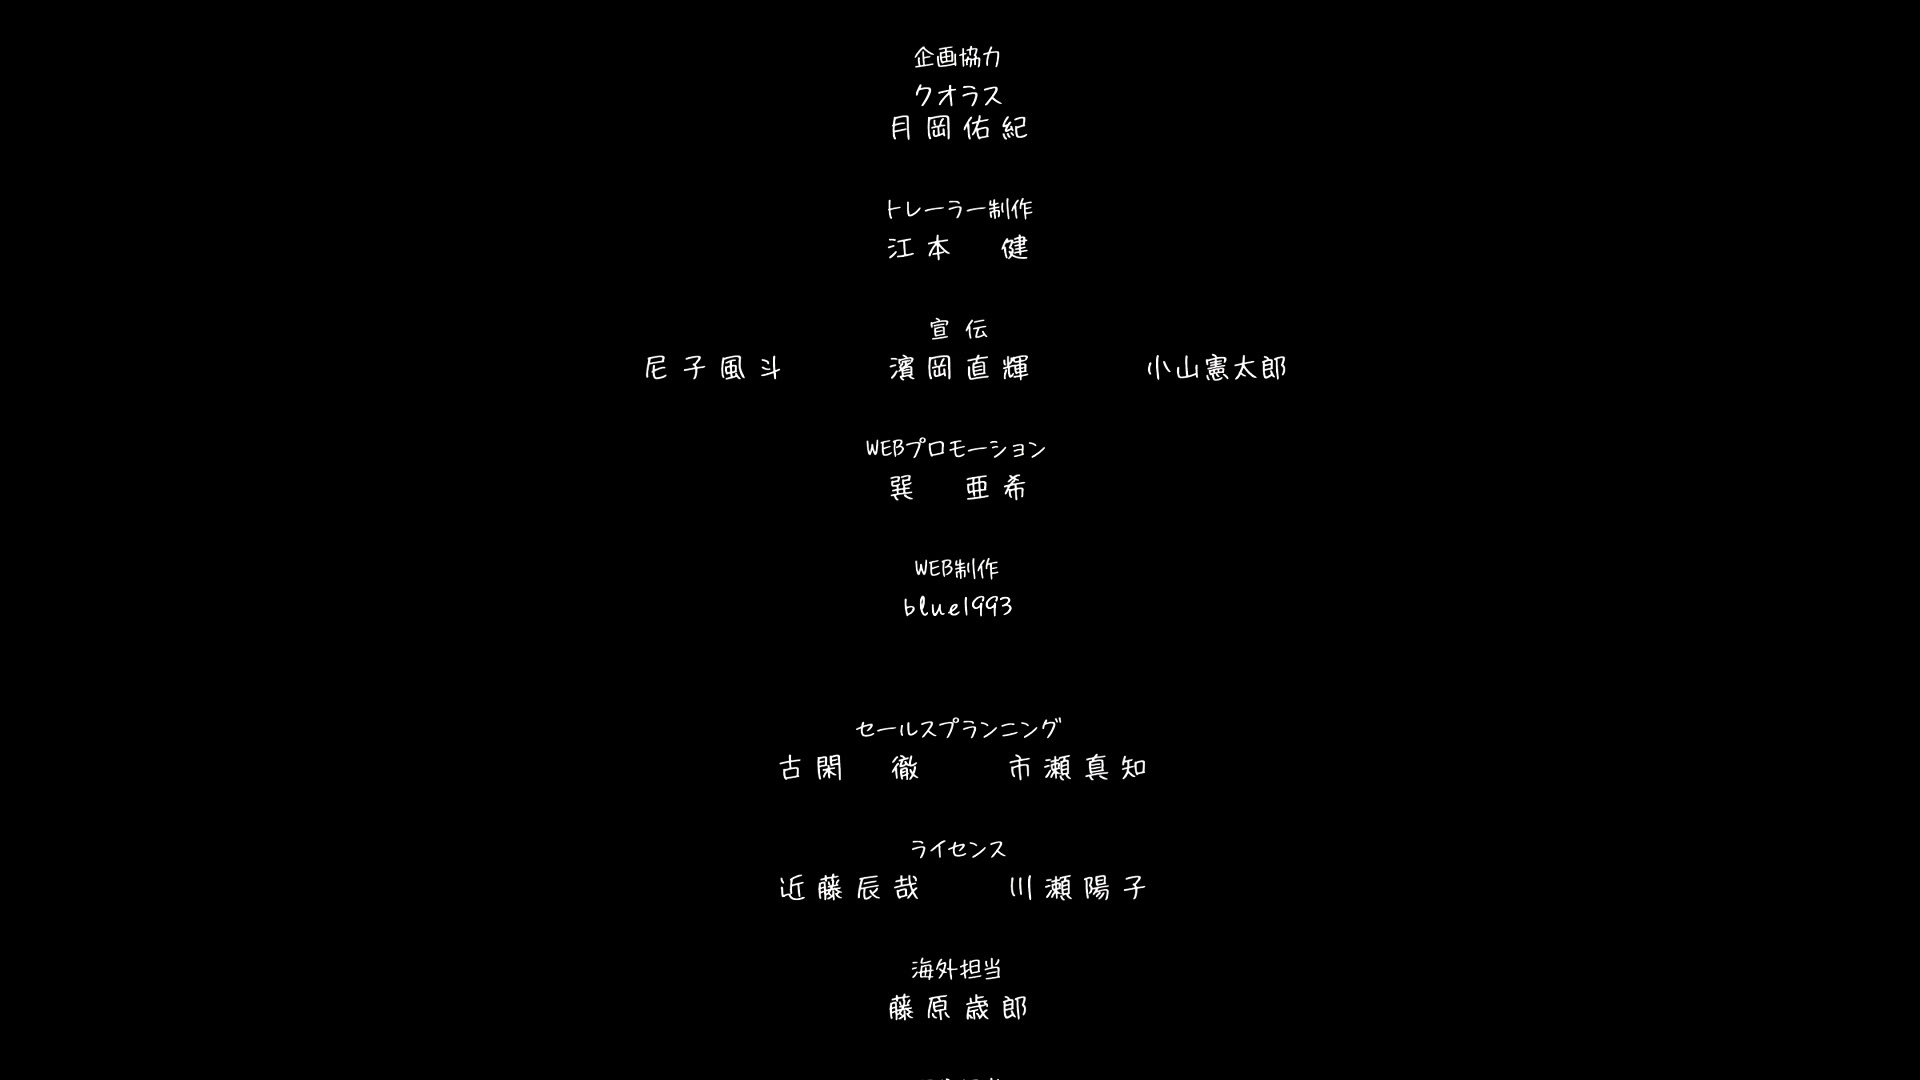 企画協力
クオラス
月岡佑紀
トレーラー制作
江本 健
宣伝
尼子風斗 濱岡直輝 小山憲太郎
WEBプロモーション
巽 亜希
WEB制作
blue1993
セールスプランニング
古閑 徹 市瀬真知
ライセンス
近藤辰哉 川瀬陽子
海外担当
藤原歳郎